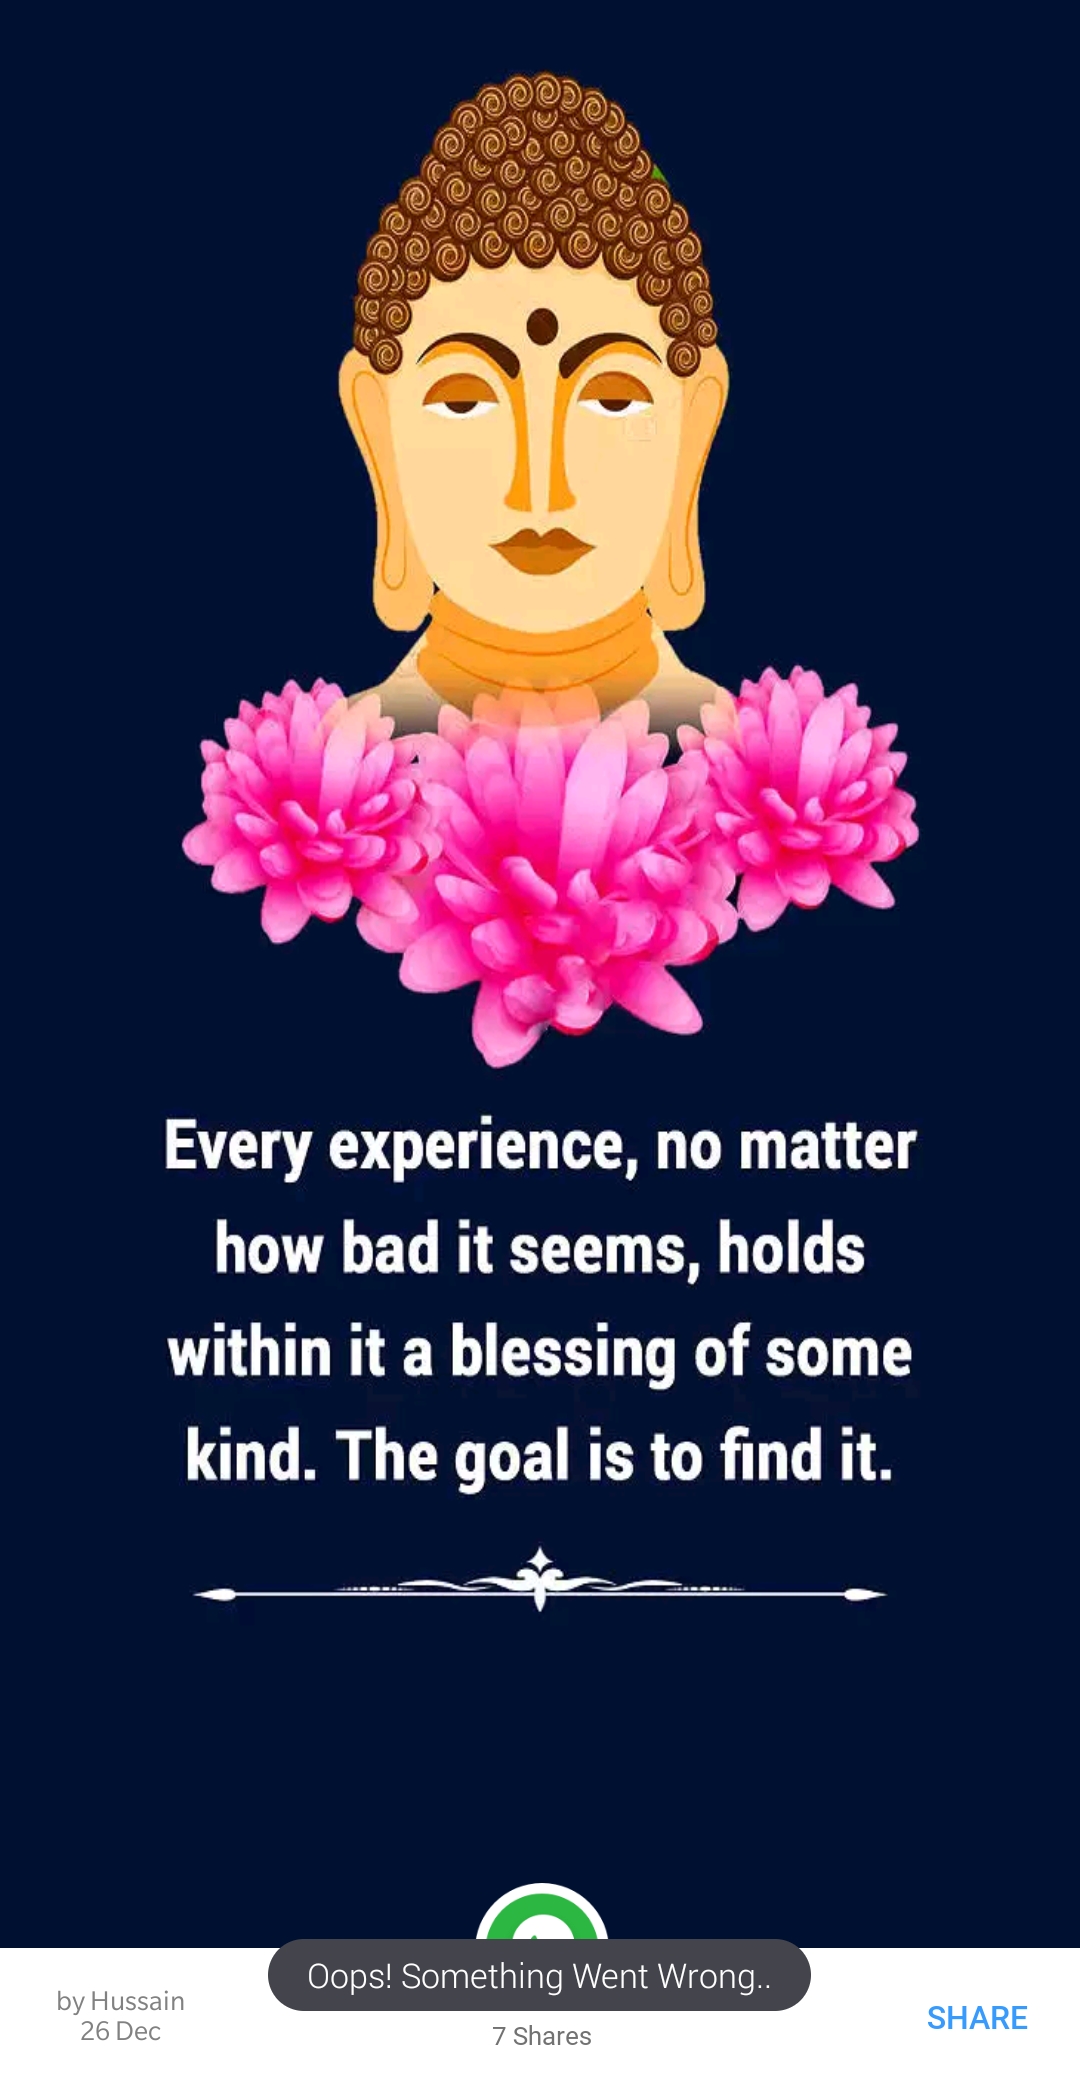 Every experience, no matter
how bad it seems, holds
within it a blessing of some
kind. The goal is to find it.
Oops! Something Went Wrong..
by Hussain
26 Dec
7 Shares
SHARE